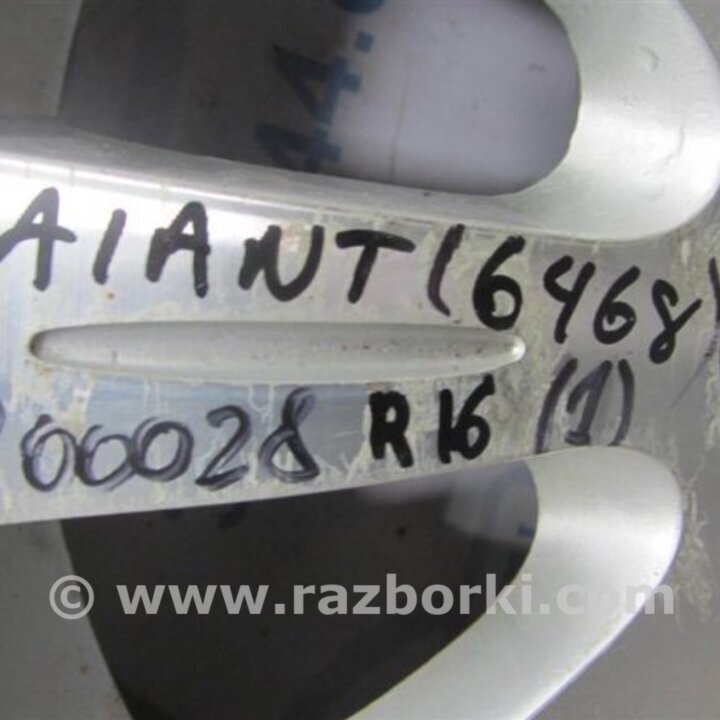 AIANT (6468)
00028 R16 (1)
© www.razborki.com